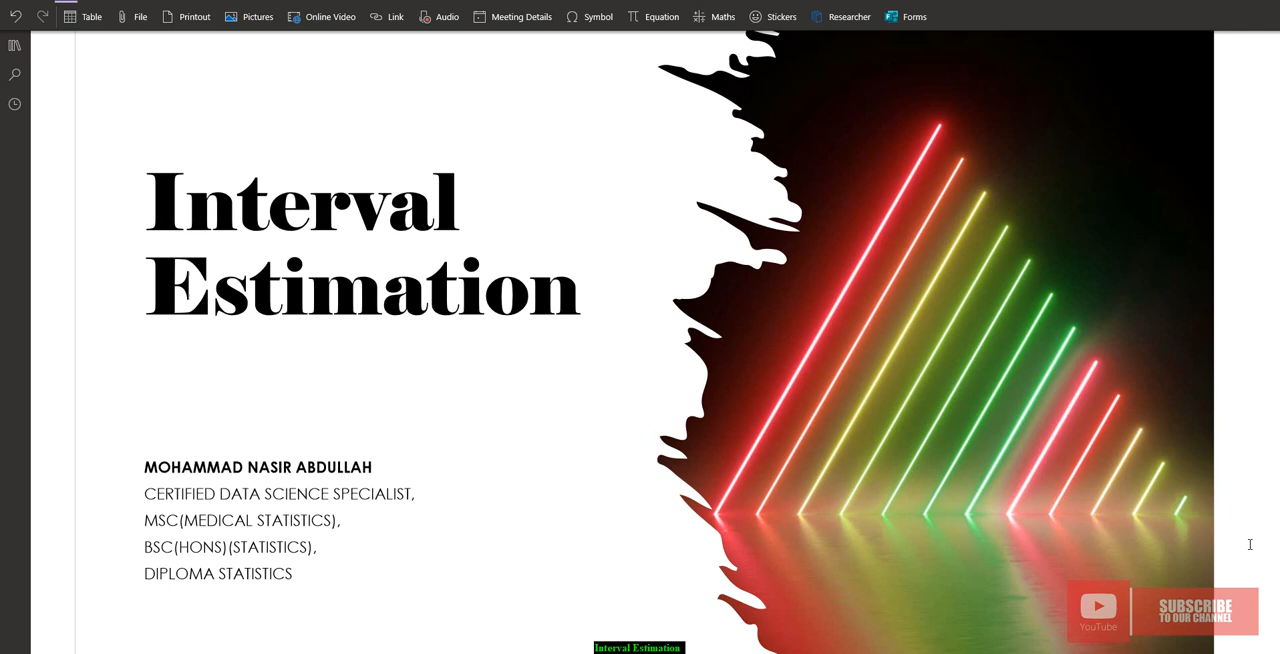 Table File Printout Pictures Online Video Link Audio Meeting Details Symbol Equation Maths Stickers Researcher Forms
Interval
Estimation
MOHAMMAD NASIR ABDULLAH
CERTIFIED DATA SCIENCE SPECIALIST,
MSC(MEDICAL STATISTICS),
BSC(HONS)(STATISTICS),
DIPLOMA STATISTICS
YouTube
SUBSCRIBE
TO OUR CHANNEL
Interval Estimation